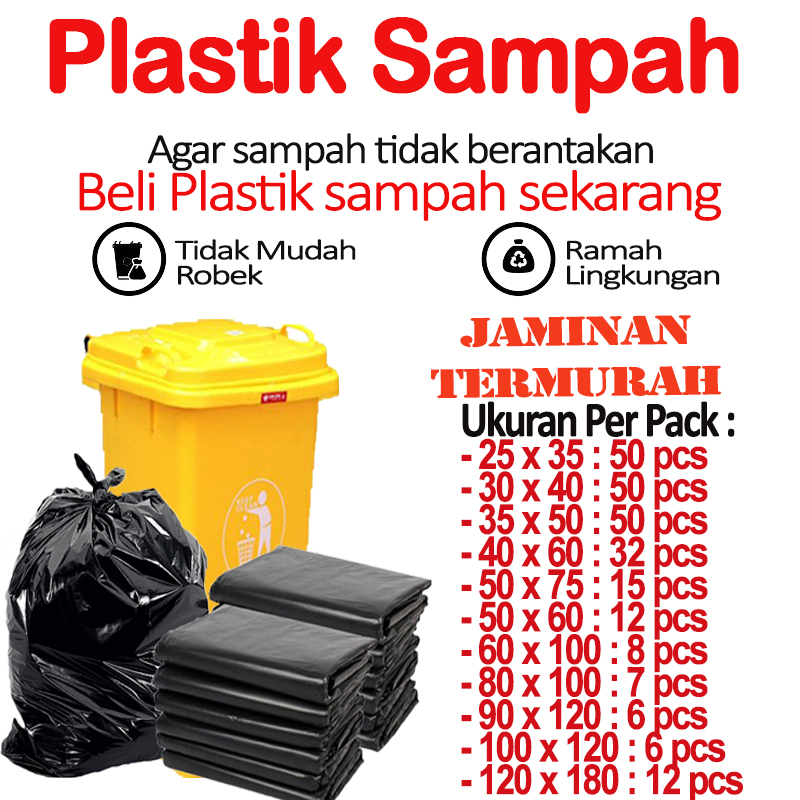 Plastik Sampah
Agar sampah tidak berantakan
Beli Plastik sampah sekarang
Tidak Mudah
Robek
Ramah
Lingkungan
JAMINAN
TERMURAH
Ukuran Per Pack :
- 25 x 35 : 50 pcs
- 30 x 40 : 50 pcs
- 35 x 50 : 50 pcs
- 40 x 60 : 32 pcs
- 50 x 75 : 15 pcs
- 50 x 60 : 12 pcs
- 60 x 100 : 8 pcs
- 80 x 100 : 7 pcs
- 90 x 120 : 6 pcs
- 100 x 120 : 6 pcs
- 120 x 180 : 12 pcs